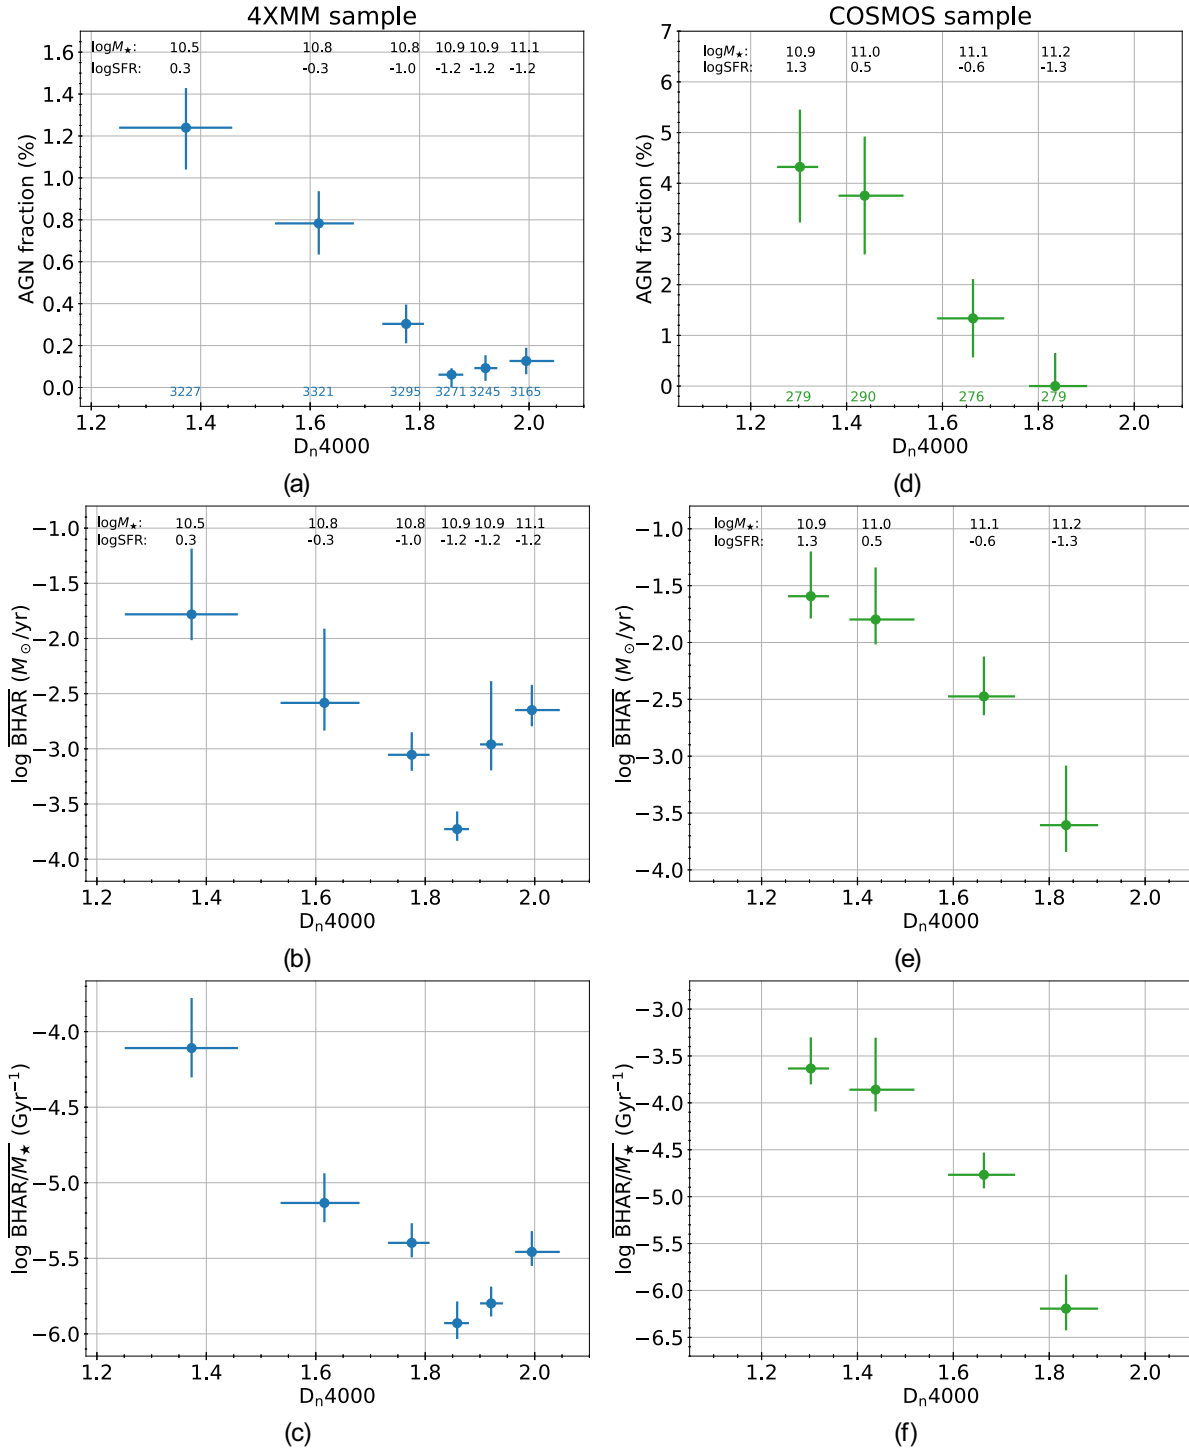 4XMM sample
logM★: 10.5 10.8 10.8 10.9 10.9 11.1
logSFR: 0.3 -0.3 -1.0 -1.2 -1.2 -1.2
1.6
1.4
1.2
1.0
0.8
0.6
0.4
0.2
0.0
AGN fraction (%)
3227 3321 3295 3271 3245 3165
1.2 1.4 1.6 1.8 2.0
Dn4000
(a)
COSMOS sample
logM★: 10.9 11.0 11.1 11.2
logSFR: 1.3 0.5 -0.6 -1.3
7
6
5
4
3
2
1
0
AGN fraction (%)
279 290 276 279
1.2 1.4 1.6 1.8 2.0
Dn4000
(d)
logM★: 10.5 10.8 10.8 10.9 10.9 11.1
logSFR: 0.3 -0.3 -1.0 -1.2 -1.2 -1.2
−1.0
−1.5
−2.0
−2.5
−3.0
−3.5
−4.0
log BHAR (M⊙/yr)
1.2 1.4 1.6 1.8 2.0
Dn4000
(b)
logM★: 10.9 11.0 11.1 11.2
logSFR: 1.3 0.5 -0.6 -1.3
−1.0
−1.5
−2.0
−2.5
−3.0
−3.5
−4.0
log BHAR (M⊙/yr)
1.2 1.4 1.6 1.8 2.0
Dn4000
(e)
−4.0
−4.5
−5.0
−5.5
−6.0
log BHAR/M★ (Gyr⁻¹)
1.2 1.4 1.6 1.8 2.0
Dn4000
(c)
−3.0
−3.5
−4.0
−4.5
−5.0
−5.5
−6.0
−6.5
log BHAR/M★ (Gyr⁻¹)
1.2 1.4 1.6 1.8 2.0
Dn4000
(f)